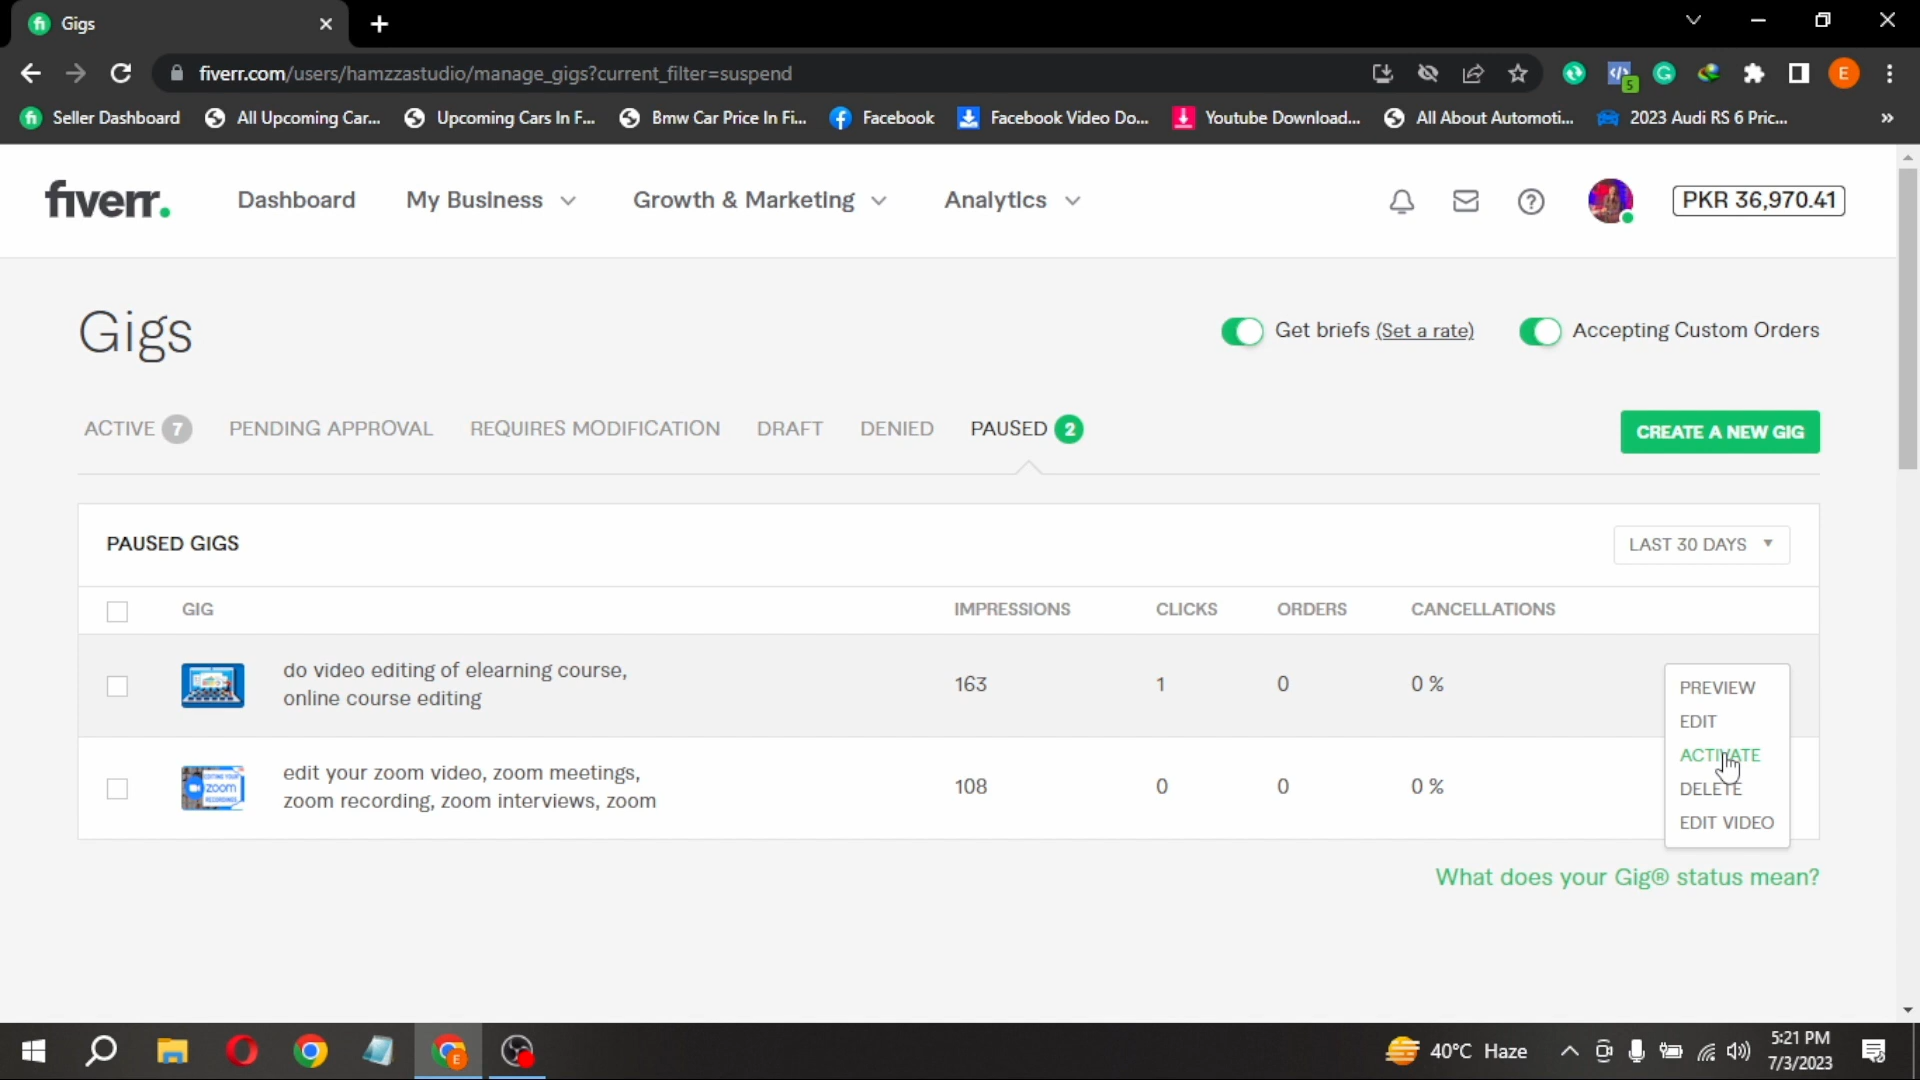 Gigs
fiverr.com/users/hamzzastudio/manage_gigs?current_filter=suspend
5
E
Seller Dashboard
All Upcoming Car...
Upcoming Cars In F...
Bmw Car Price In Fi...
Facebook
Facebook Video Do...
Youtube Download...
All About Automoti...
2023 Audi RS 6 Pric...
»
fiverr.
Dashboard
My Business
Growth & Marketing
Analytics
PKR 36,970.41
Gigs
Get briefs (Set a rate)
Accepting Custom Orders
ACTIVE 7
PENDING APPROVAL
REQUIRES MODIFICATION
DRAFT
DENIED
PAUSED 2
CREATE A NEW GIG
PAUSED GIGS
LAST 30 DAYS
GIG
IMPRESSIONS
CLICKS
ORDERS
CANCELLATIONS
do video editing of elearning course,
online course editing
163
1
0
0 %
PREVIEW
EDIT
ACTIVATE
DELETE
EDIT VIDEO
edit your zoom video, zoom meetings,
zoom recording, zoom interviews, zoom
108
0
0
0 %
EDITING YOUR
zoom
RECORDINGS
What does your Gig® status mean?
E
40°C Haze
5:21 PM
7/3/2023